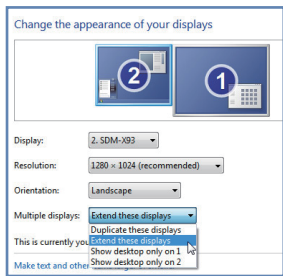 Change the appearance of your displays
2
1
Display: 2. SDM-X93
Resolution: 1280 × 1024 (recommended)
Orientation: Landscape
Multiple displays: Extend these displays
Duplicate these displays
This is currently you Extend these displays
Show desktop only on 1
Make text and other Show desktop only on 2